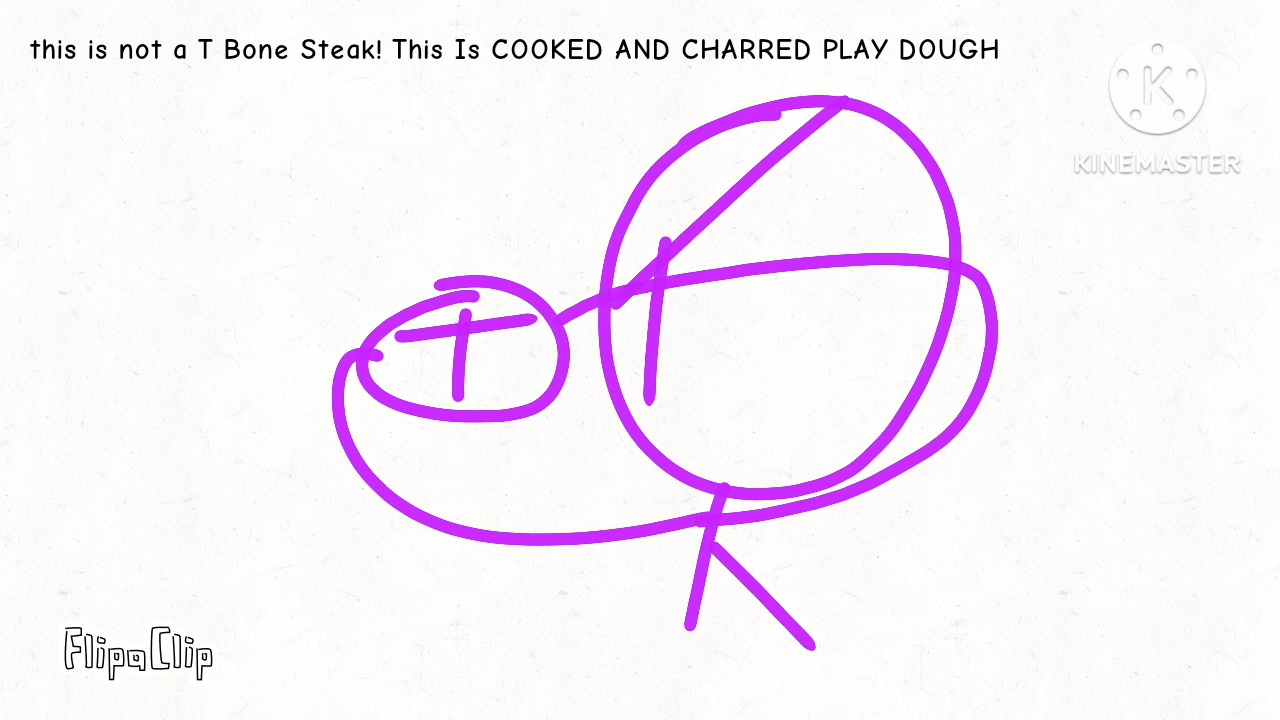 this is not a T Bone Steak! This Is COOKED AND CHARRED PLAY DOUGH
K
KINEMASTER
T
FlipaClip